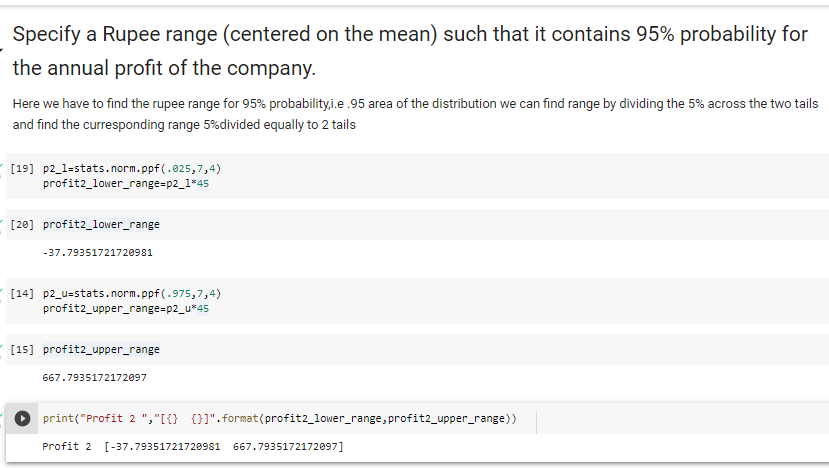 Specify a Rupee range (centered on the mean) such that it contains 95% probability for
the annual profit of the company.
Here we have to find the rupee range for 95% probability,i.e .95 area of the distribution we can find range by dividing the 5% across the two tails
and find the curresponding range 5%divided equally to 2 tails
[19] p2_l=stats.norm.ppf(.025,7,4)
profit2_lower_range=p2_l*45
[20] profit2_lower_range
-37.79351721720981
[14] p2_u=stats.norm.ppf(.975,7,4)
profit2_upper_range=p2_u*45
[15] profit2_upper_range
667.7935172172097
print("Profit 2 ","[{}  {}]".format(profit2_lower_range,profit2_upper_range))
Profit 2  [-37.79351721720981  667.7935172172097]